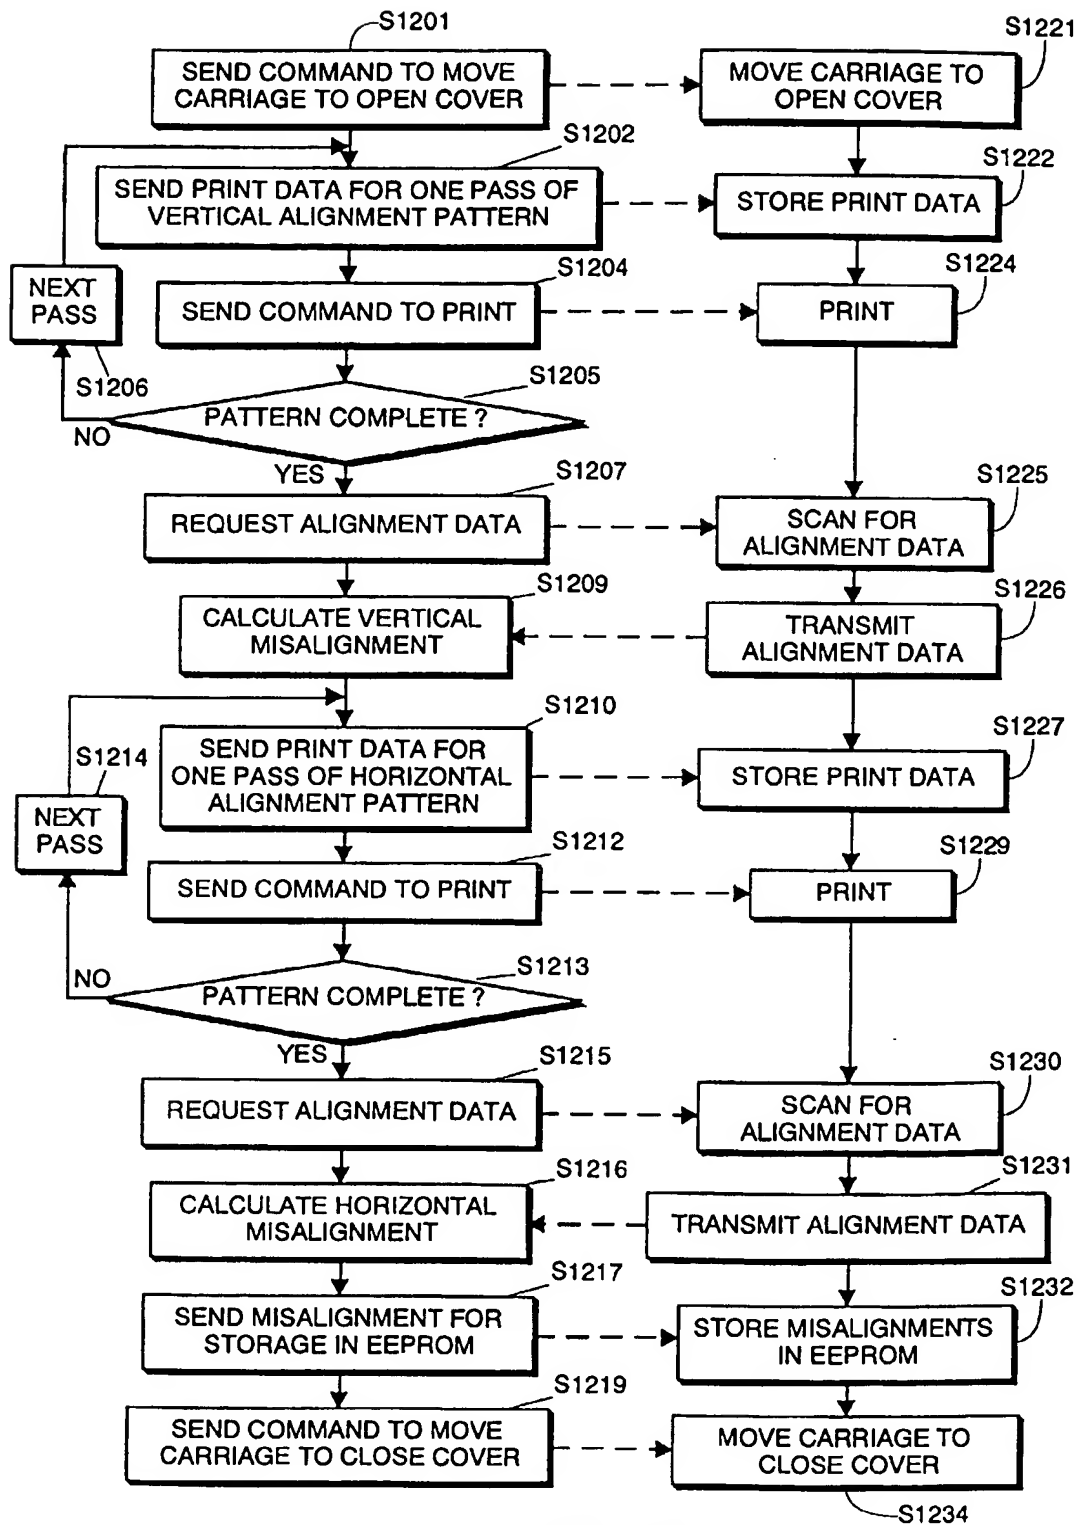 S1201
SEND COMMAND TO MOVE
CARRIAGE TO OPEN COVER
S1221
MOVE CARRIAGE TO
OPEN COVER
S1202
SEND PRINT DATA FOR ONE PASS OF
VERTICAL ALIGNMENT PATTERN
S1222
STORE PRINT DATA
NEXT
PASS
S1206
S1204
SEND COMMAND TO PRINT
S1224
PRINT
S1205
PATTERN COMPLETE ?
NO
YES
S1207
REQUEST ALIGNMENT DATA
S1225
SCAN FOR
ALIGNMENT DATA
S1209
CALCULATE VERTICAL
MISALIGNMENT
S1226
TRANSMIT
ALIGNMENT DATA
S1210
SEND PRINT DATA FOR
ONE PASS OF HORIZONTAL
ALIGNMENT PATTERN
S1227
STORE PRINT DATA
S1214
NEXT
PASS
S1212
SEND COMMAND TO PRINT
S1229
PRINT
S1213
PATTERN COMPLETE ?
NO
YES
S1215
REQUEST ALIGNMENT DATA
S1230
SCAN FOR
ALIGNMENT DATA
S1216
CALCULATE HORIZONTAL
MISALIGNMENT
S1231
TRANSMIT ALIGNMENT DATA
S1217
SEND MISALIGNMENT FOR
STORAGE IN EEPROM
S1232
STORE MISALIGNMENTS
IN EEPROM
S1219
SEND COMMAND TO MOVE
CARRIAGE TO CLOSE COVER
MOVE CARRIAGE TO
CLOSE COVER
S1234